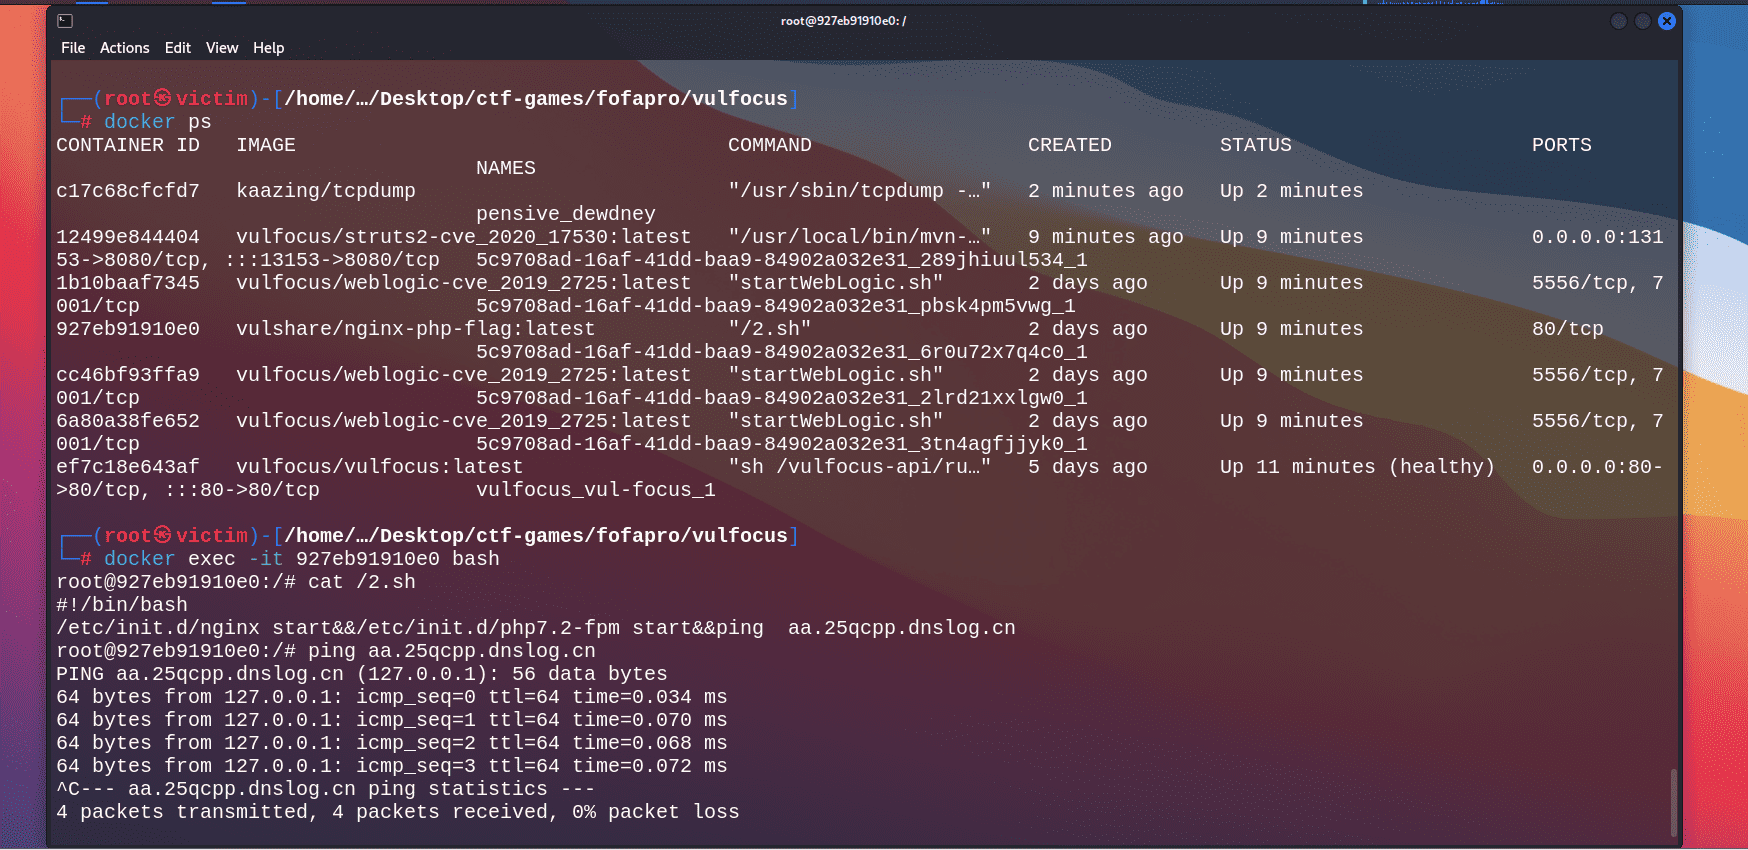 root@927eb91910e0: /
File Actions Edit View Help
┌──(root㉿victim)-[/home/…/Desktop/ctf-games/fofapro/vulfocus]
└─# docker ps
CONTAINER ID   IMAGE                                    COMMAND                  CREATED         STATUS                    PORTS
                                   NAMES
c17c68cfcfd7   kaazing/tcpdump                          "/usr/sbin/tcpdump -…"   2 minutes ago   Up 2 minutes
                                   pensive_dewdney
12499e844404   vulfocus/struts2-cve_2020_17530:latest   "/usr/local/bin/mvn-…"   9 minutes ago   Up 9 minutes              0.0.0.0:131
53->8080/tcp, :::13153->8080/tcp   5c9708ad-16af-41dd-baa9-84902a032e31_289jhiuul534_1
1b10baaf7345   vulfocus/weblogic-cve_2019_2725:latest   "startWebLogic.sh"       2 days ago      Up 9 minutes              5556/tcp, 7
001/tcp                            5c9708ad-16af-41dd-baa9-84902a032e31_pbsk4pm5vwg_1
927eb91910e0   vulshare/nginx-php-flag:latest           "/2.sh"                  2 days ago      Up 9 minutes              80/tcp
                                   5c9708ad-16af-41dd-baa9-84902a032e31_6r0u72x7q4c0_1
cc46bf93ffa9   vulfocus/weblogic-cve_2019_2725:latest   "startWebLogic.sh"       2 days ago      Up 9 minutes              5556/tcp, 7
001/tcp                            5c9708ad-16af-41dd-baa9-84902a032e31_2lrd21xxlgw0_1
6a80a38fe652   vulfocus/weblogic-cve_2019_2725:latest   "startWebLogic.sh"       2 days ago      Up 9 minutes              5556/tcp, 7
001/tcp                            5c9708ad-16af-41dd-baa9-84902a032e31_3tn4agfjjyk0_1
ef7c18e643af   vulfocus/vulfocus:latest                 "sh /vulfocus-api/ru…"   5 days ago      Up 11 minutes (healthy)   0.0.0.0:80-
>80/tcp, :::80->80/tcp             vulfocus_vul-focus_1
┌──(root㉿victim)-[/home/…/Desktop/ctf-games/fofapro/vulfocus]
└─# docker exec -it 927eb91910e0 bash
root@927eb91910e0:/# cat /2.sh
#!/bin/bash
/etc/init.d/nginx start&&/etc/init.d/php7.2-fpm start&&ping  aa.25qcpp.dnslog.cn
root@927eb91910e0:/# ping aa.25qcpp.dnslog.cn
PING aa.25qcpp.dnslog.cn (127.0.0.1): 56 data bytes
64 bytes from 127.0.0.1: icmp_seq=0 ttl=64 time=0.034 ms
64 bytes from 127.0.0.1: icmp_seq=1 ttl=64 time=0.070 ms
64 bytes from 127.0.0.1: icmp_seq=2 ttl=64 time=0.068 ms
64 bytes from 127.0.0.1: icmp_seq=3 ttl=64 time=0.072 ms
^C--- aa.25qcpp.dnslog.cn ping statistics ---
4 packets transmitted, 4 packets received, 0% packet loss